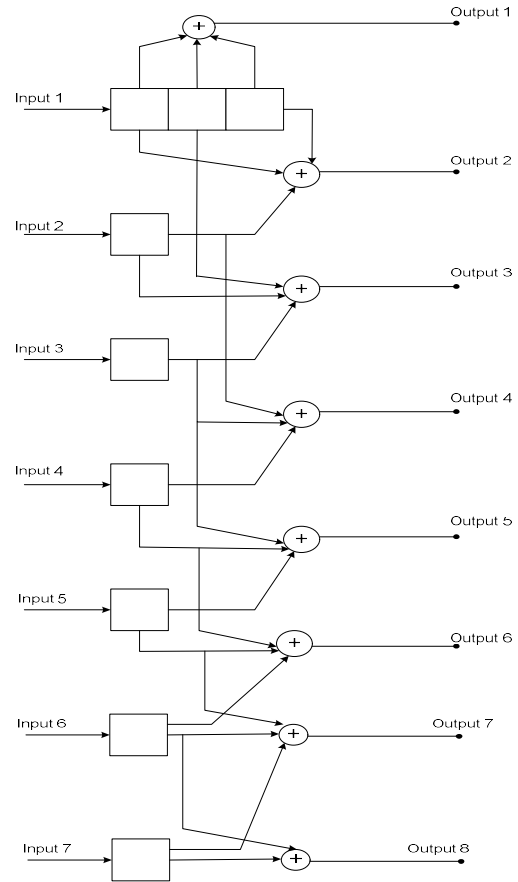 Output 1
+
Input 1
Output 2
+
Input 2
Output 3
+
Input 3
Output 4
+
Input 4
Output 5
+
Input 5
Output 6
+
Input 6
Output 7
+
Input 7
Output 8
+